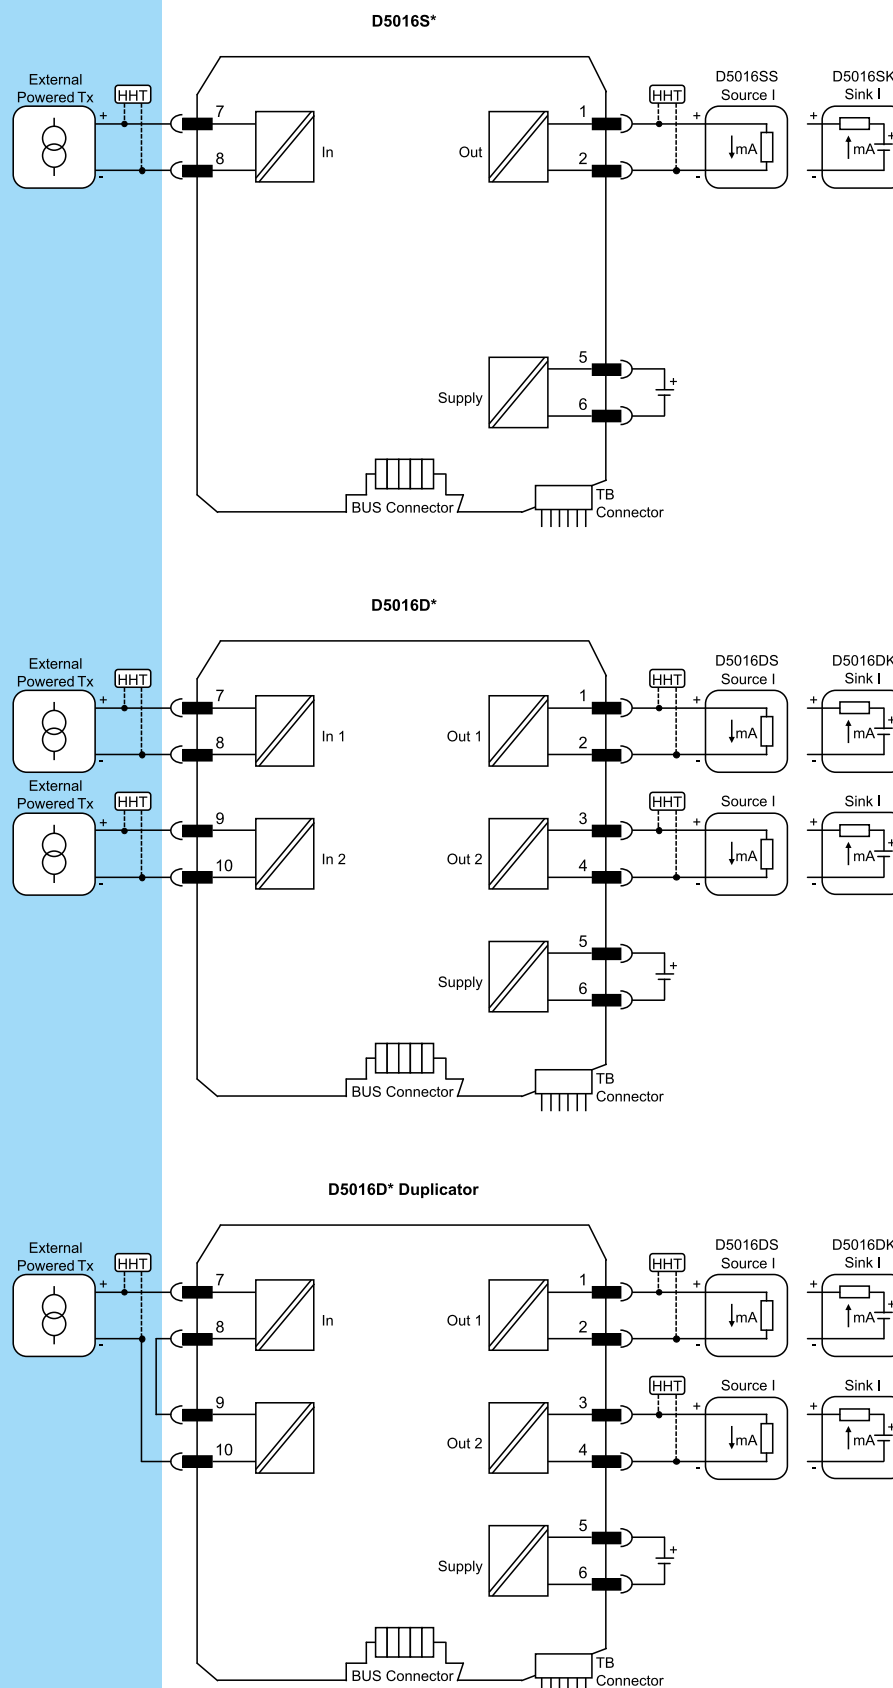 D5016S*
External
Powered Tx
HHT
+
-
7
8
In
Out
1
2
HHT
+
-
D5016SS
Source I
mA
D5016SK
Sink I
+
-
mA
+
Supply
5
6
+
BUS Connector
TB
Connector
D5016D*
External
Powered Tx
HHT
+
-
7
8
In 1
Out 1
1
2
HHT
+
-
D5016DS
Source I
mA
D5016DK
Sink I
+
-
mA
+
External
Powered Tx
HHT
+
-
9
10
In 2
Out 2
3
4
HHT
+
-
Source I
mA
Sink I
+
-
mA
+
Supply
5
6
+
BUS Connector
TB
Connector
D5016D* Duplicator
External
Powered Tx
HHT
+
-
7
8
In
Out 1
1
2
HHT
+
-
D5016DS
Source I
mA
D5016DK
Sink I
+
-
mA
+
9
10
Out 2
3
4
HHT
+
-
Source I
mA
Sink I
+
-
mA
+
Supply
5
6
+
BUS Connector
TB
Connector